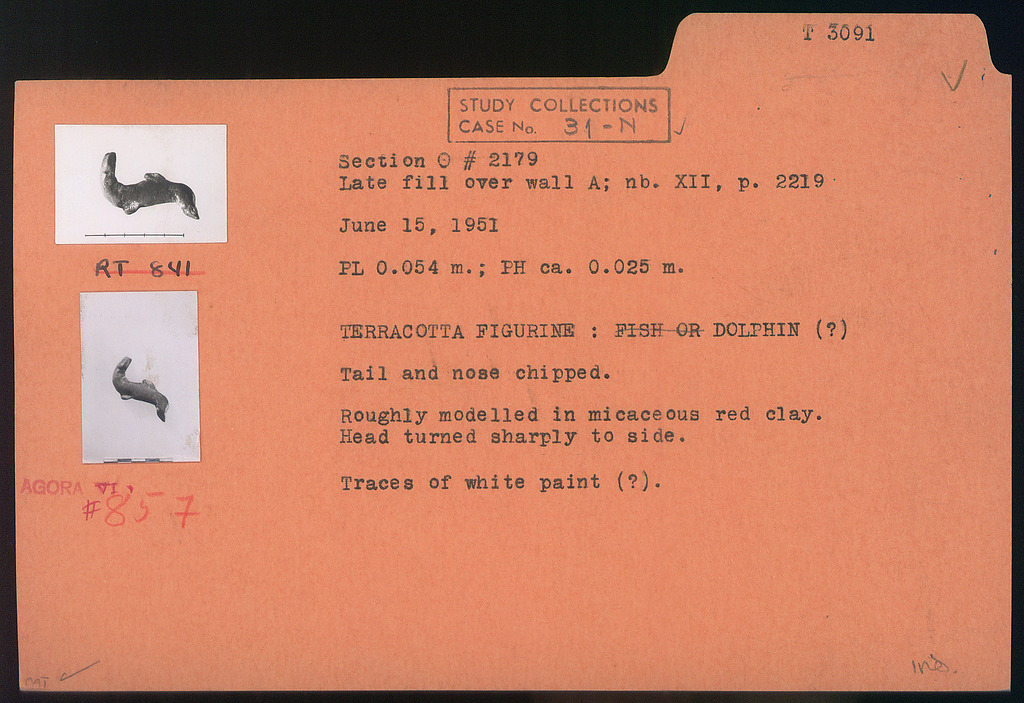 T 3091
STUDY COLLECTIONS
CASE No. 31-N
Section O # 2179
Late fill over wall A; nb. XII, p. 2219
June 15, 1951
PL 0.054 m.; PH ca. 0.025 m.
RT 841
TERRACOTTA FIGURINE : FISH OR DOLPHIN (?)
Tail and nose chipped.
Roughly modelled in micaceous red clay.
Head turned sharply to side.
Traces of white paint (?).
AGORA VI,
#857